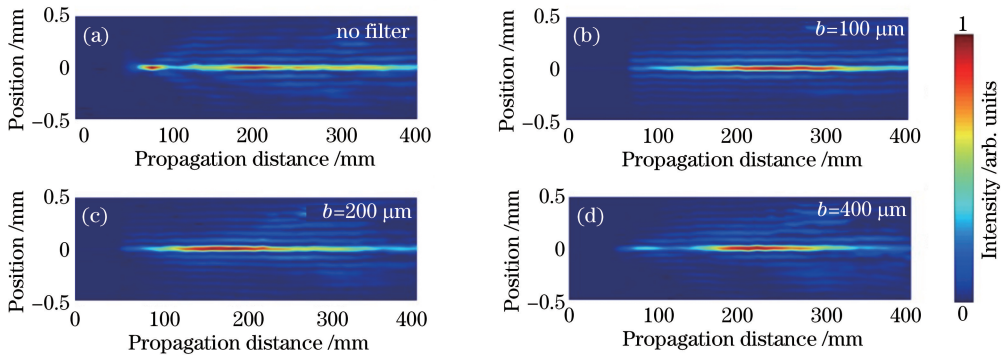 0.5
0
−0.5
Position /mm
(a)
no filter
0 100 200 300 400
Propagation distance /mm
0.5
0
−0.5
Position /mm
(b)
b=100 μm
0 100 200 300 400
Propagation distance /mm
0.5
0
−0.5
Position /mm
(c)
b=200 μm
0 100 200 300 400
Propagation distance /mm
0.5
0
−0.5
Position /mm
(d)
b=400 μm
0 100 200 300 400
Propagation distance /mm
1
0
Intensity /arb. units